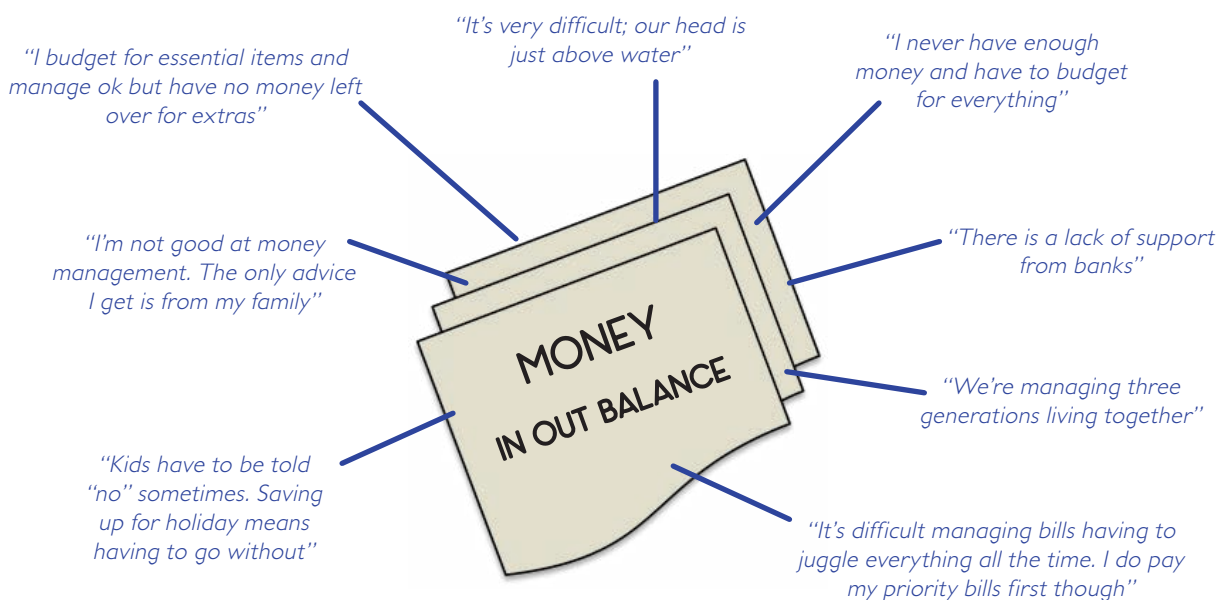 “It’s very difficult; our head is
just above water”
“I budget for essential items and
manage ok but have no money left
over for extras”
“I never have enough
money and have to budget
for everything”
“I’m not good at money
management. The only advice
I get is from my family”
“There is a lack of support
from banks”
MONEY
IN OUT BALANCE
“We’re managing three
generations living together”
“Kids have to be told
“no” sometimes. Saving
up for holiday means
having to go without”
“It’s difficult managing bills having to
juggle everything all the time. I do pay
my priority bills first though”